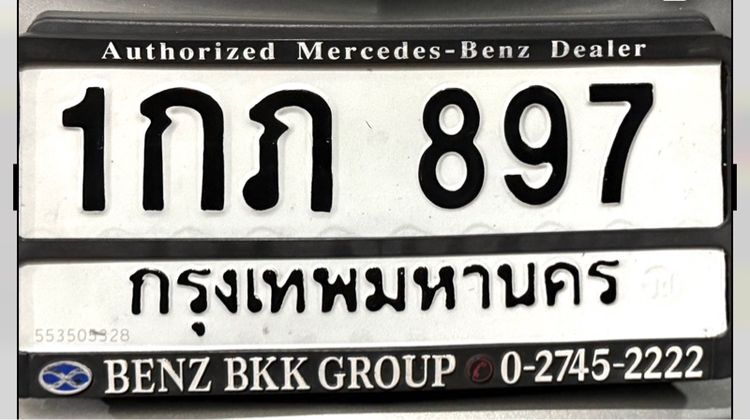 Authorized Mercedes-Benz Dealer
1กภ 897
กรุงเทพมหานคร
553505328
BENZ BKK GROUP 0-2745-2222